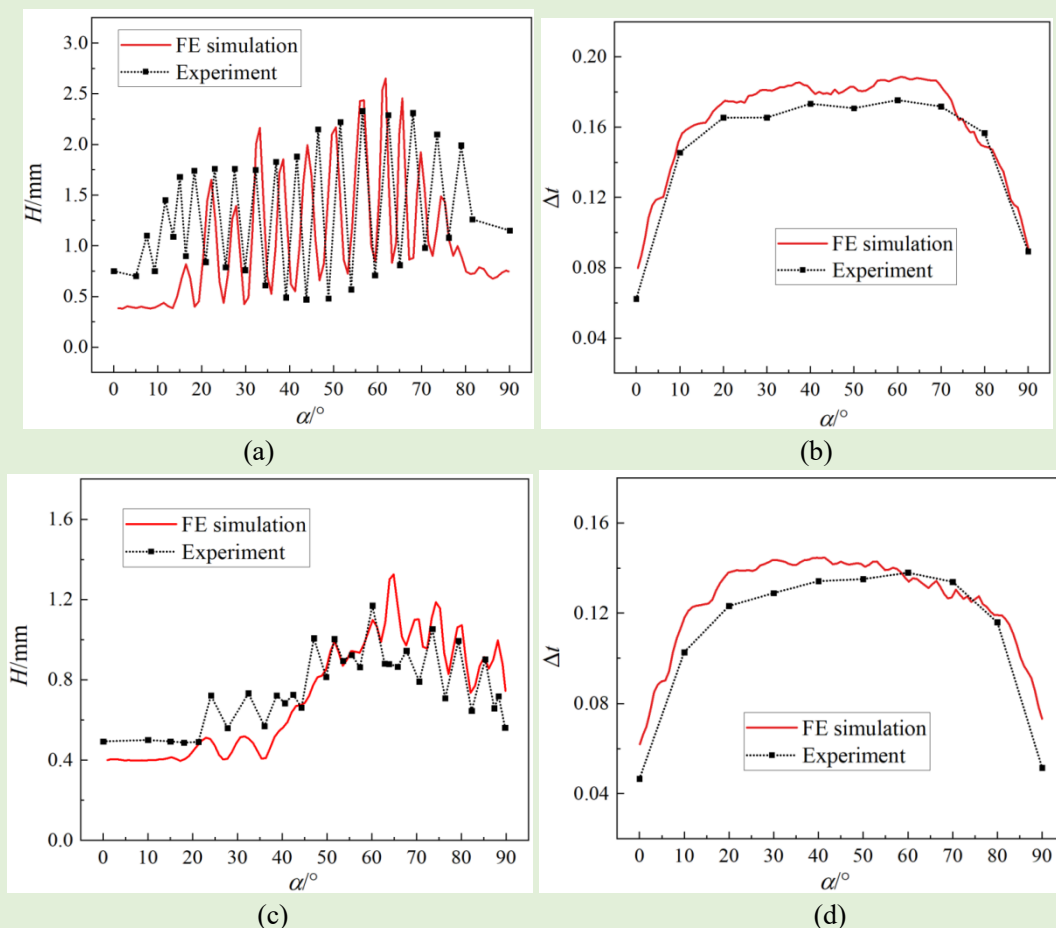 FE simulation
Experiment
H/mm
3.0
2.5
2.0
1.5
1.0
0.5
0.0
0 10 20 30 40 50 60 70 80 90
α/°
(a)
0.20
0.16
0.12
0.08
0.04
Δt
FE simulation
Experiment
0 10 20 30 40 50 60 70 80 90
α/°
(b)
FE simulation
Experiment
H/mm
1.6
1.2
0.8
0.4
0.0
0 10 20 30 40 50 60 70 80 90
α/°
(c)
0.16
0.12
0.08
0.04
Δt
FE simulation
Experiment
0 10 20 30 40 50 60 70 80 90
α/°
(d)